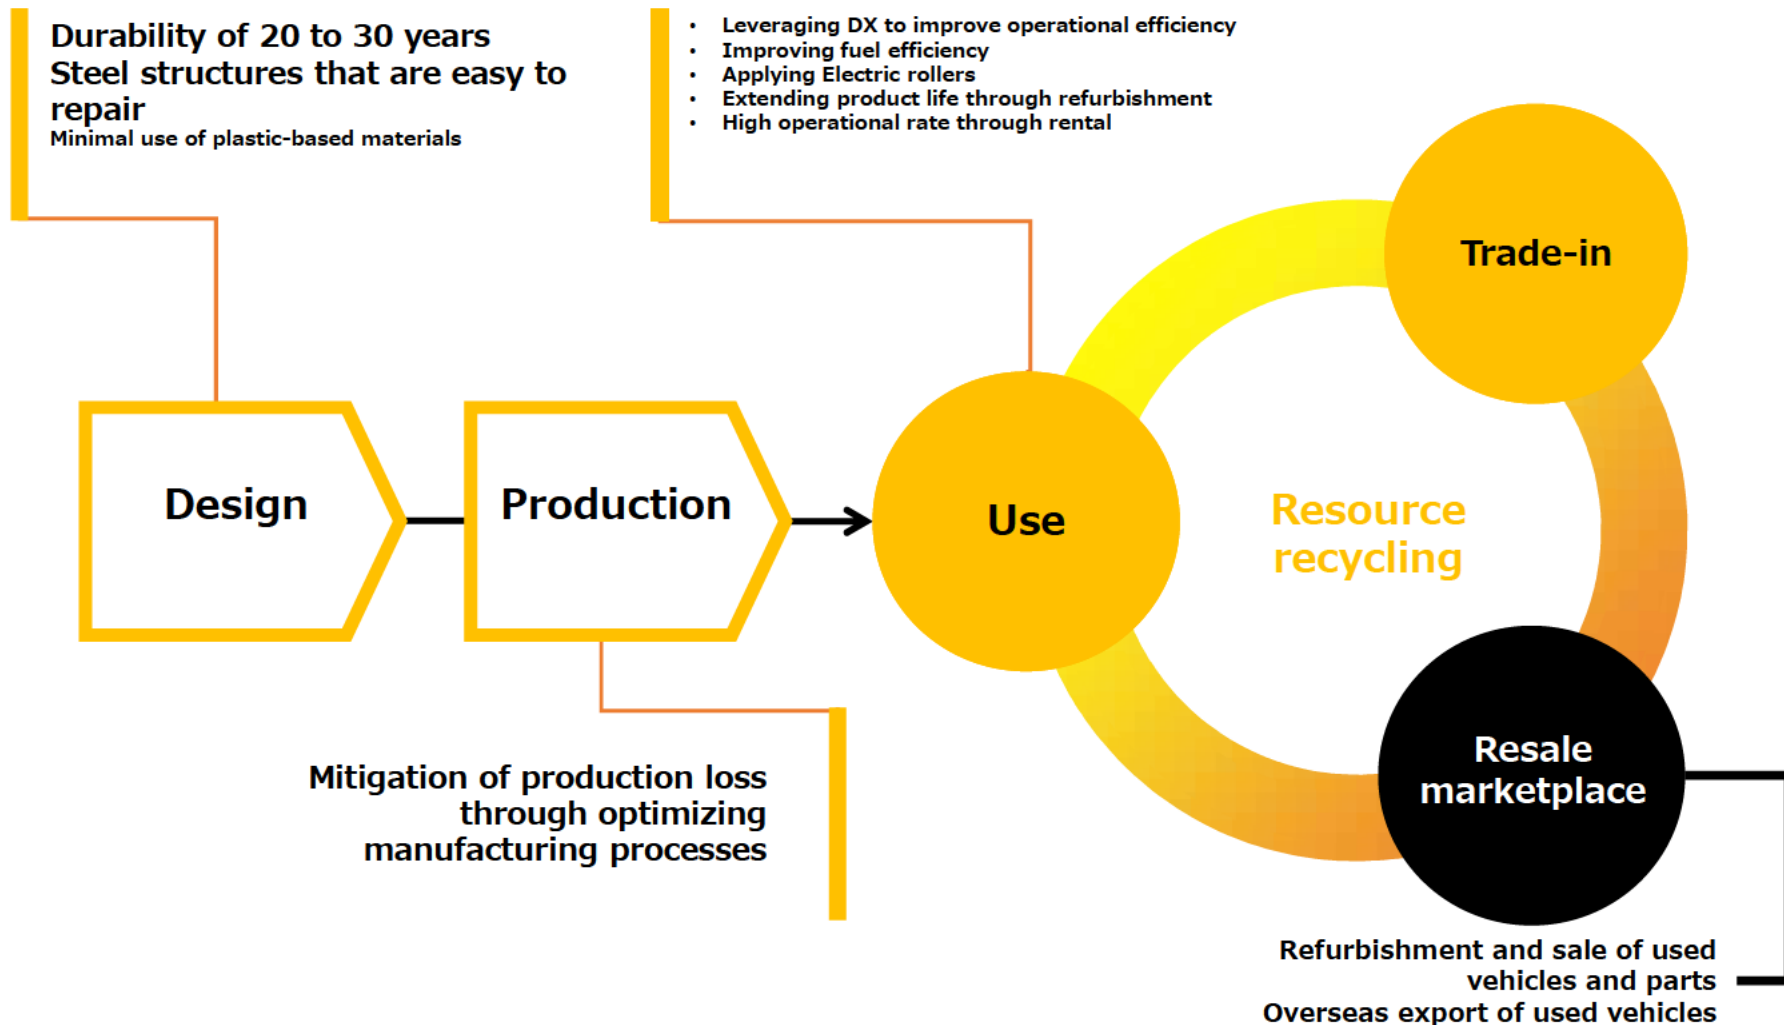 Durability of 20 to 30 years
Steel structures that are easy to
repair
Minimal use of plastic-based materials
• Leveraging DX to improve operational efficiency
• Improving fuel efficiency
• Applying Electric rollers
• Extending product life through refurbishment
• High operational rate through rental
Trade-in
Design
Production
Use
Resource
recycling
Mitigation of production loss
through optimizing
manufacturing processes
Resale
marketplace
Refurbishment and sale of used
vehicles and parts
Overseas export of used vehicles